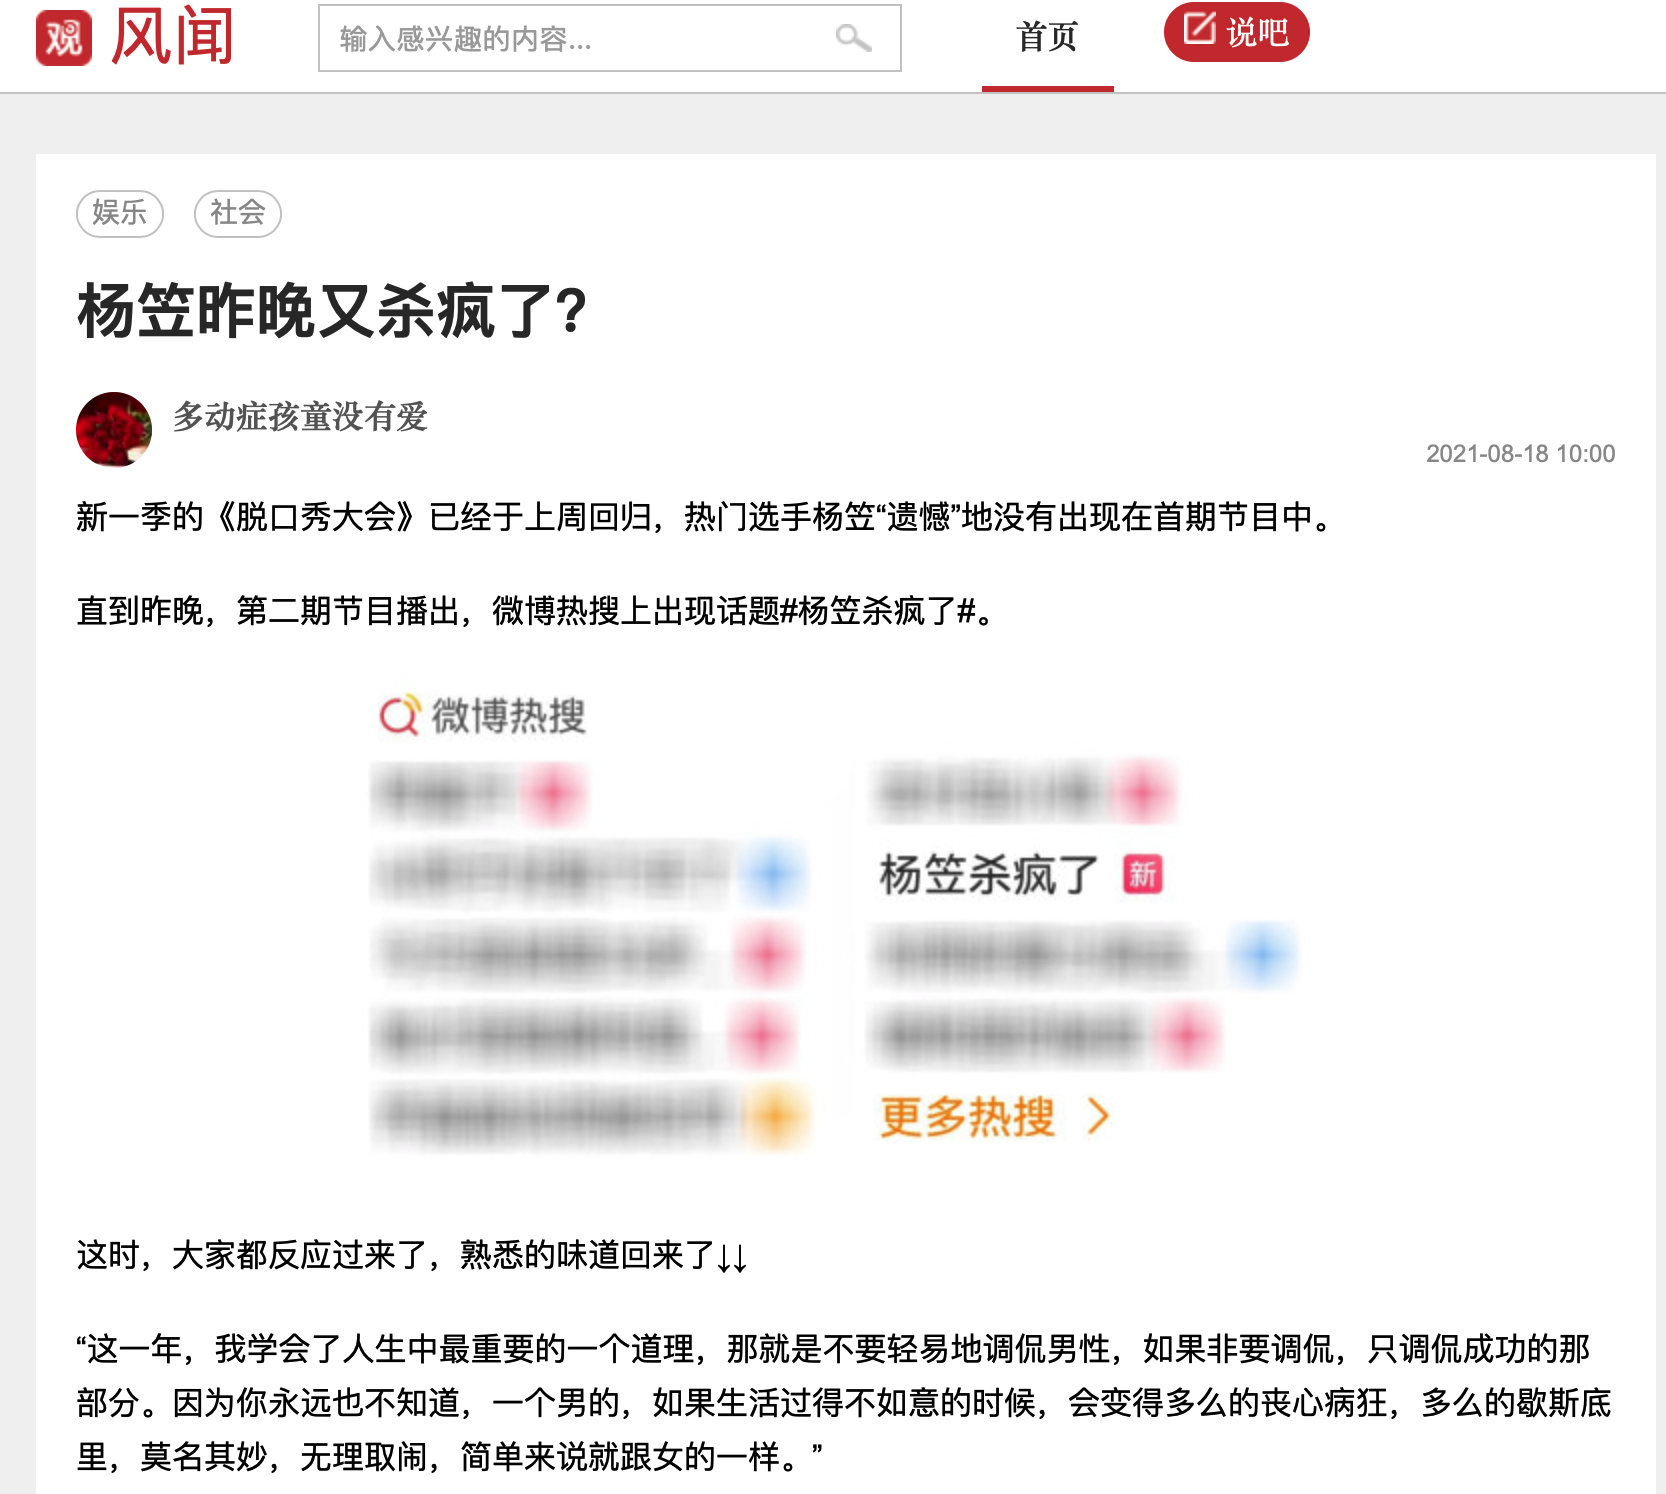 观 风闻
输入感兴趣的内容...
首页
说吧
娱乐 社会
杨笠昨晚又杀疯了?
多动症孩童没有爱
2021-08-18 10:00
新一季的《脱口秀大会》已经于上周回归，热门选手杨笠“遗憾”地没有出现在首期节目中。
直到昨晚，第二期节目播出，微博热搜上出现话题#杨笠杀疯了#。
微博热搜
杨笠杀疯了 新
更多热搜 >
这时，大家都反应过来了，熟悉的味道回来了↓↓
“这一年，我学会了人生中最重要的一个道理，那就是不要轻易地调侃男性，如果非要调侃，只调侃成功的那
部分。因为你永远也不知道，一个男的，如果生活过得不如意的时候，会变得多么的丧心病狂，多么的歇斯底
里，莫名其妙，无理取闹，简单来说就跟女的一样。”